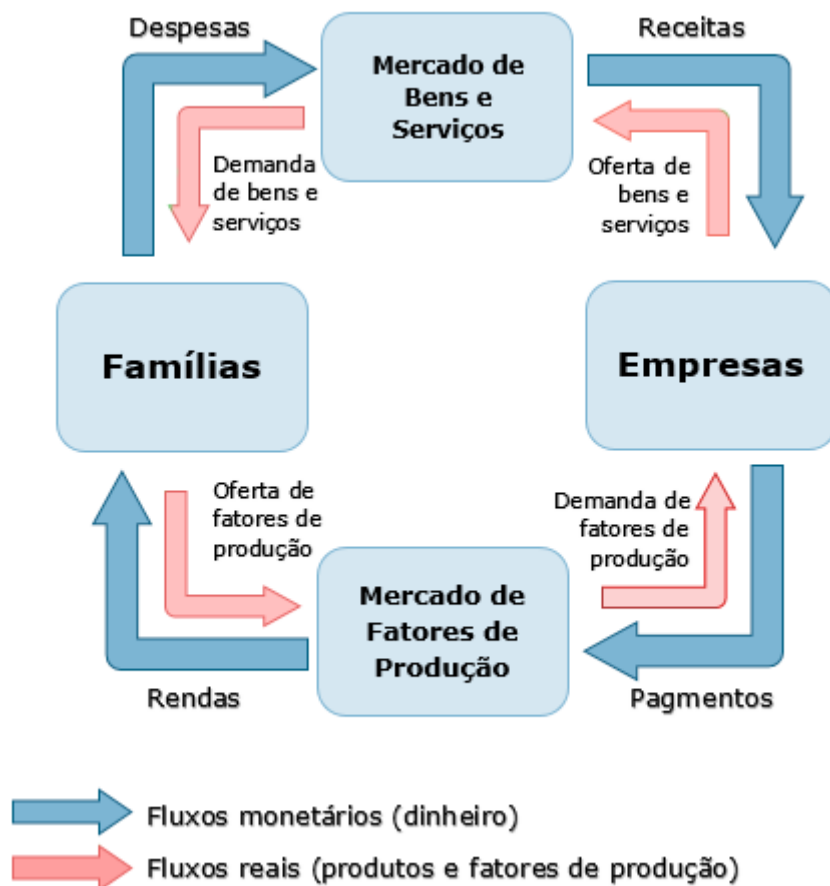 Despesas
Receitas
Mercado de
Bens e
Serviços
Demanda
de bens e
serviços
Oferta de
bens e
serviços
Famílias
Empresas
Oferta de
fatores de
produção
Demanda de
fatores de
produção
Mercado de
Fatores de
Produção
Rendas
Pagmentos
Fluxos monetários (dinheiro)
Fluxos reais (produtos e fatores de produção)